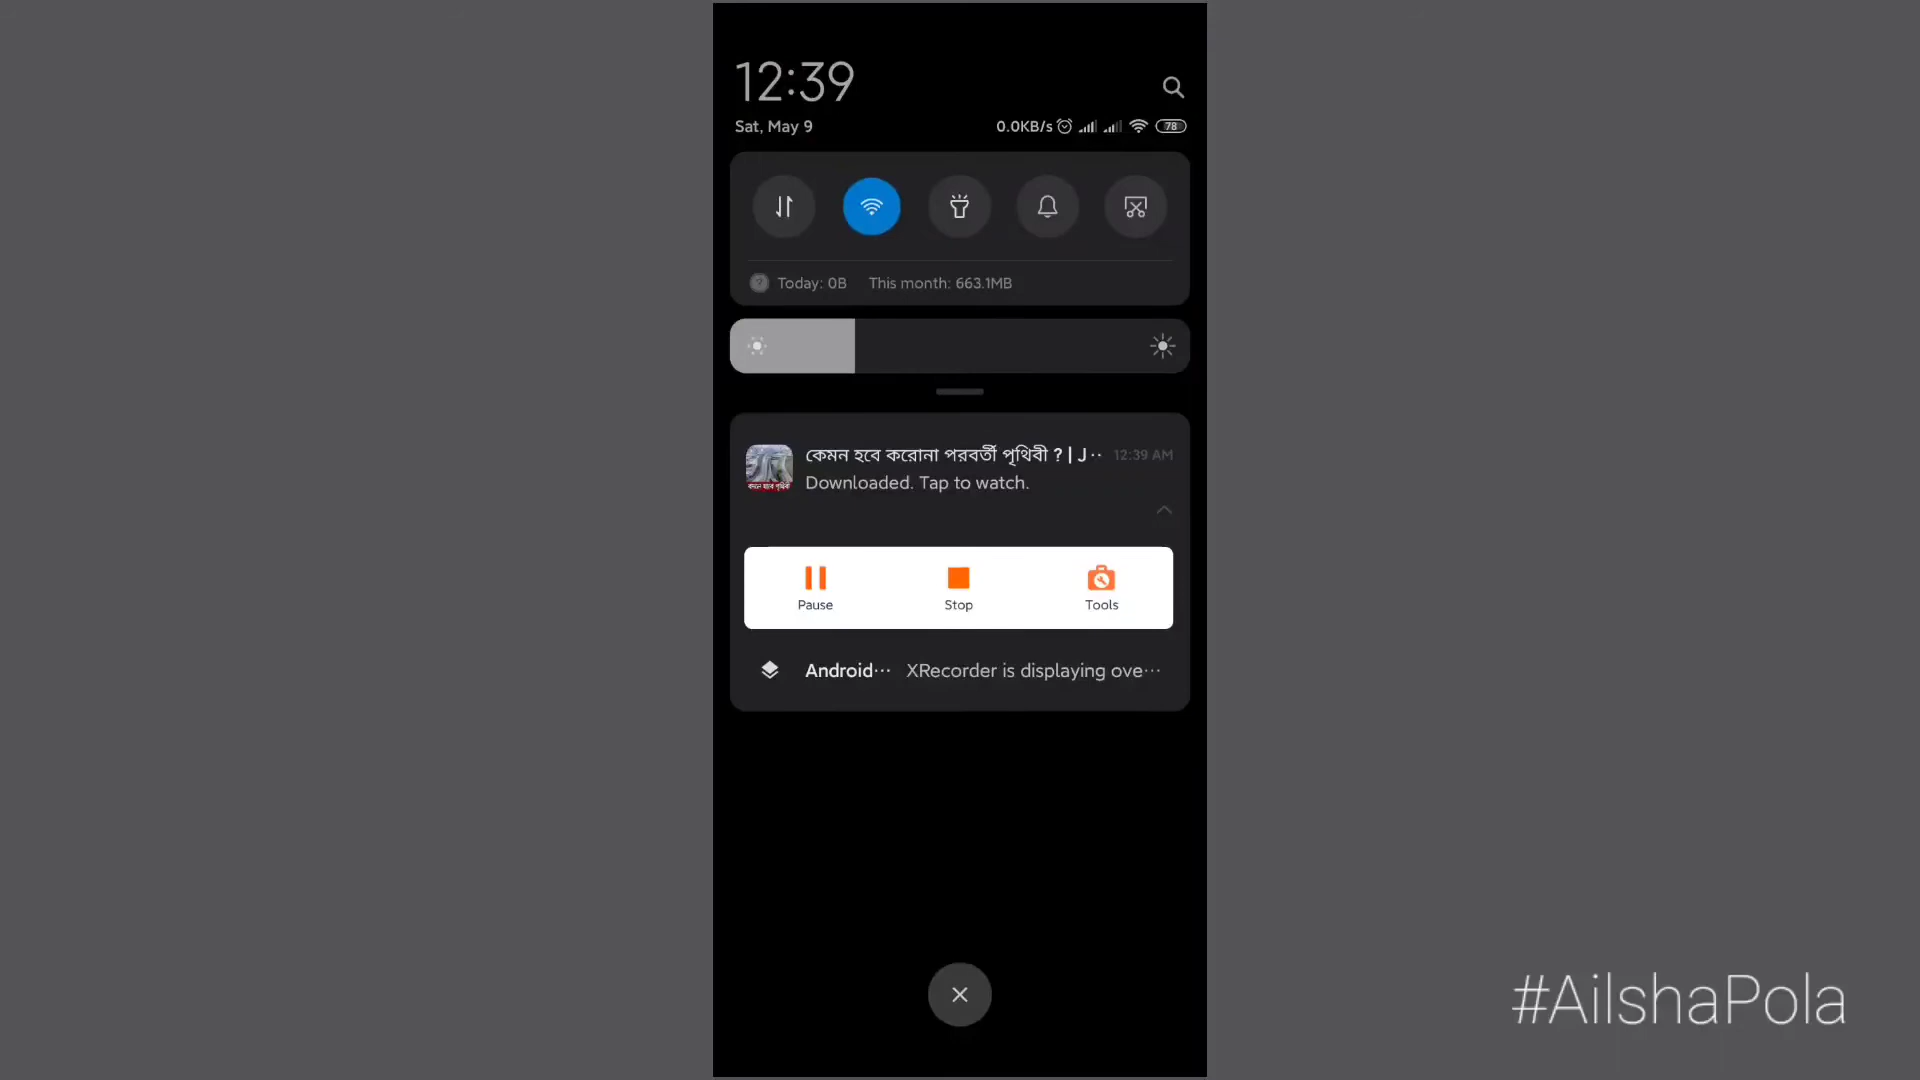 12:39
Sat, May 9
0.0KB/s
78
Today: 0B This month: 663.1MB
কেমন হবে করোনা পরবর্তী পৃথিবী ? | J·· 12:39 AM
Downloaded. Tap to watch.
Pause Stop Tools
Android··· XRecorder is displaying ove···
#AilshaPola